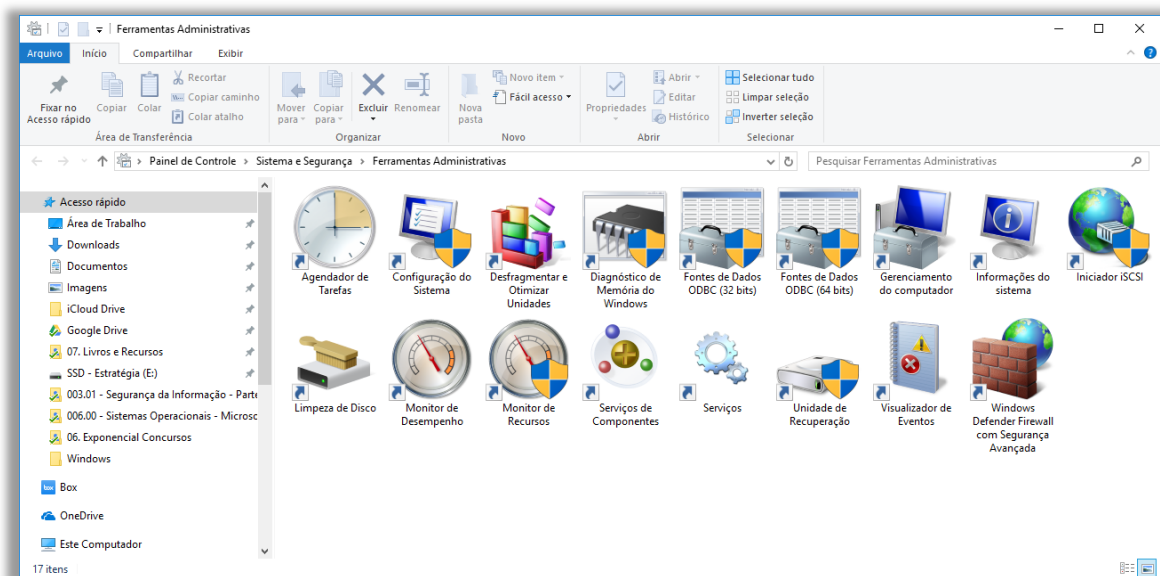 Ferramentas Administrativas
Arquivo Início Compartilhar Exibir
Fixar no Acesso rápido
Copiar
Colar
Recortar
Copiar caminho
Colar atalho
Área de Transferência
Mover para
Copiar para
Excluir
Renomear
Organizar
Nova pasta
Novo item
Fácil acesso
Novo
Propriedades
Abrir
Editar
Histórico
Abrir
Selecionar tudo
Limpar seleção
Inverter seleção
Selecionar
Painel de Controle > Sistema e Segurança > Ferramentas Administrativas
Pesquisar Ferramentas Administrativas
Acesso rápido
Área de Trabalho
Downloads
Documentos
Imagens
iCloud Drive
Google Drive
07. Livros e Recursos
SSD - Estratégia (E:)
003.01 - Segurança da Informação - Parte
006.00 - Sistemas Operacionais - Microsc
06. Exponencial Concursos
Windows
box Box
OneDrive
Este Computador
Agendador de
Tarefas
Configuração do
Sistema
Desfragmentar e
Otimizar
Unidades
Diagnóstico de
Memória do
Windows
Fontes de Dados
ODBC (32 bits)
Fontes de Dados
ODBC (64 bits)
Gerenciamento
do computador
Informações do
sistema
Iniciador iSCSI
Limpeza de Disco
Monitor de
Desempenho
Monitor de
Recursos
Serviços de
Componentes
Serviços
Unidade de
Recuperação
Visualizador de
Eventos
Windows
Defender Firewall
com Segurança
Avançada
17 itens